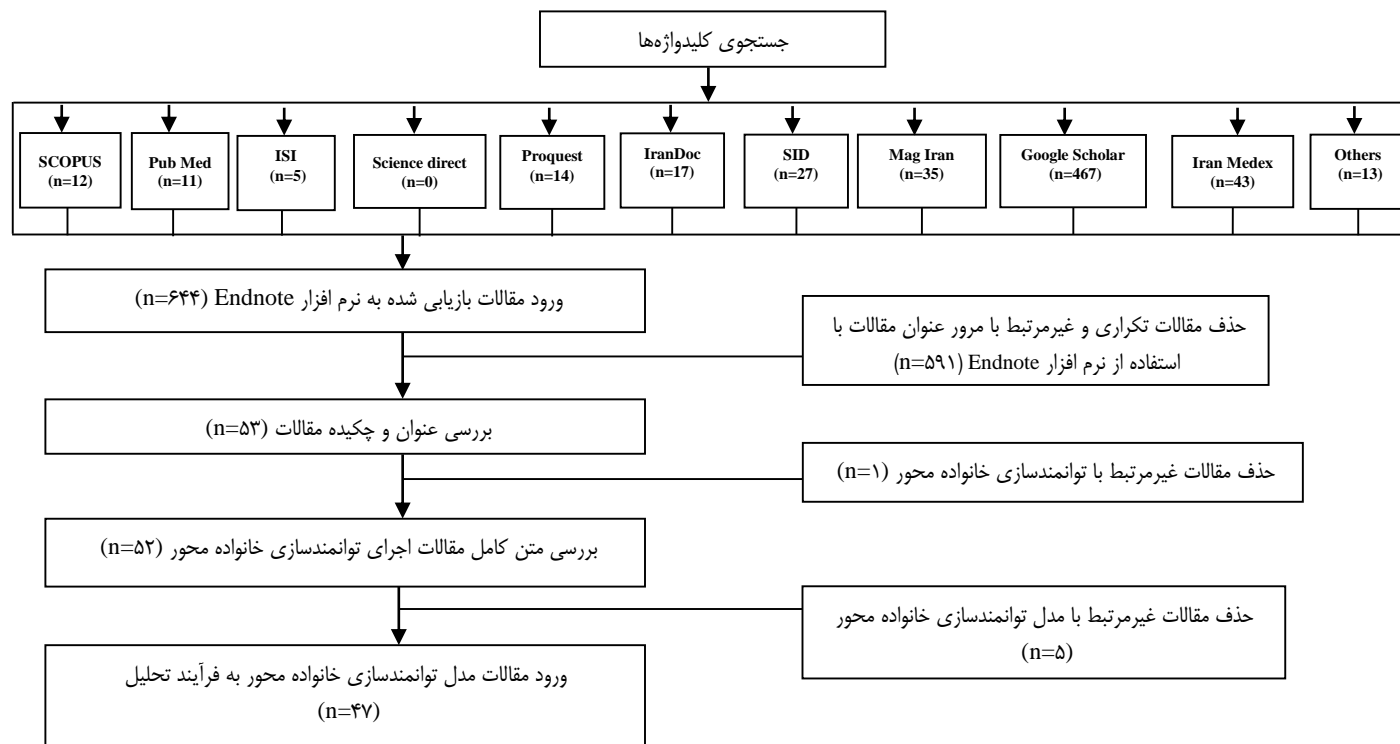 جستجوی کلیدواژه‌ها
SCOPUS
(n=12)
Pub Med
(n=11)
ISI
(n=5)
Science direct
(n=0)
Proquest
(n=14)
IranDoc
(n=17)
SID
(n=27)
Mag Iran
(n=35)
Google Scholar
(n=467)
Iran Medex
(n=43)
Others
(n=13)
ورود مقالات بازیابی شده به نرم افزار Endnote (n=۶۴۴)
حذف مقالات تکراری و غیرمرتبط با مرور عنوان مقالات با
استفاده از نرم افزار Endnote (n=۵۹۱)
بررسی عنوان و چکیده مقالات (n=۵۳)
حذف مقالات غیرمرتبط با توانمندسازی خانواده محور (n=۱)
بررسی متن کامل مقالات اجرای توانمندسازی خانواده محور (n=۵۲)
حذف مقالات غیرمرتبط با مدل توانمندسازی خانواده محور
(n=۵)
ورود مقالات مدل توانمندسازی خانواده محور به فرآیند تحلیل
(n=۴۷)